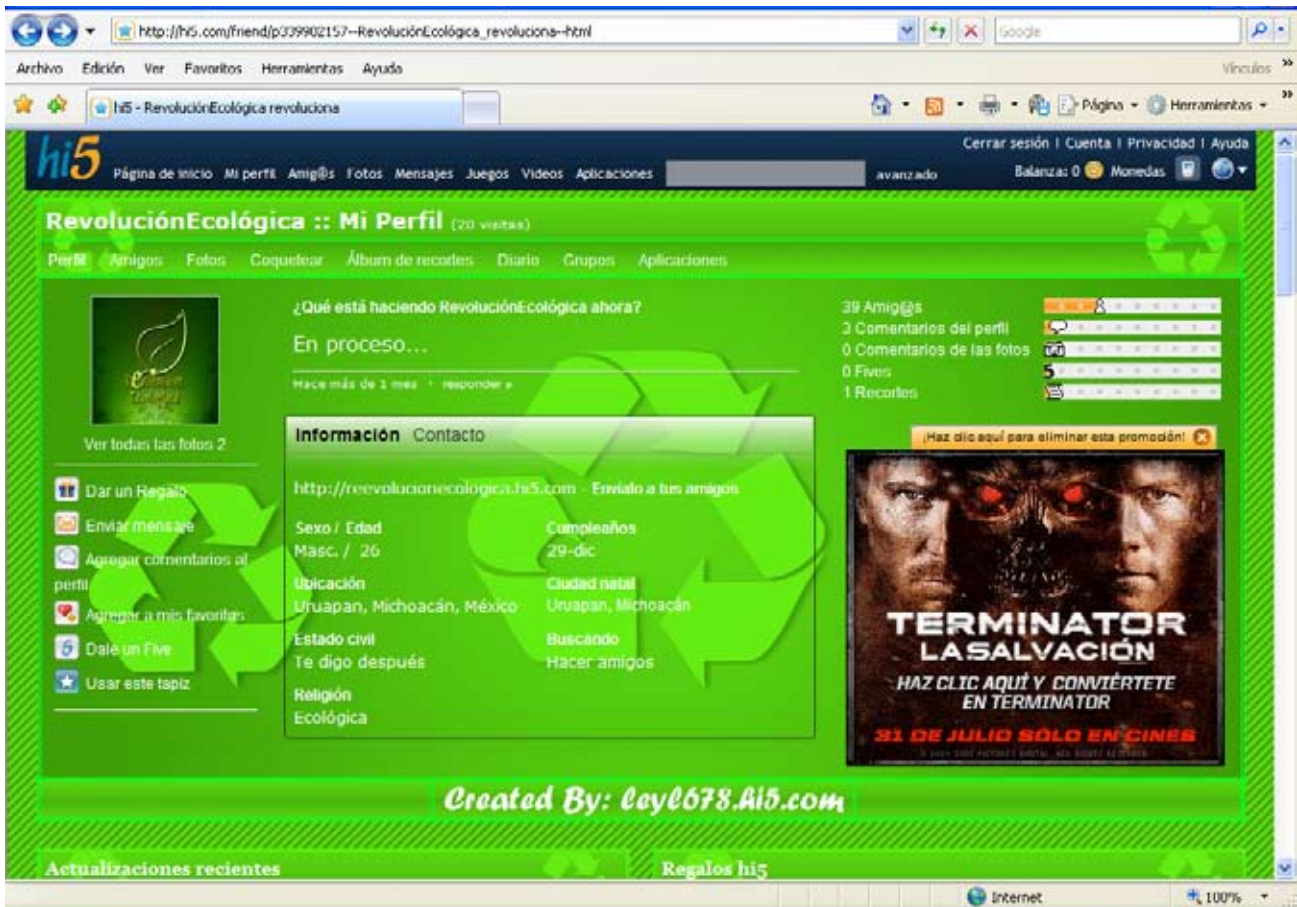 http://hi5.com/friend/p339902157--RevoluciónEcológica_revoluciona--html
Google
Archivo Edición Ver Favoritos Herramientas Ayuda
Vínculos
hi5 - RevoluciónEcológica revoluciona
Página Herramientas
Cerrar sesión | Cuenta | Privacidad | Ayuda
hi5
Página de inicio Mi perfil Amig@s Fotos Mensajes Juegos Videos Aplicaciones
avanzado
Balanza: 0 Monedas
RevoluciónEcológica :: Mi Perfil (20 visitas)
Perfil Amigos Fotos Coquetear Álbum de recortes Diario Grupos Aplicaciones
Ver todas las fotos 2
Dar un Regalo
Enviar mensaje
Agregar comentarios al
perfil
Agregar a mis favoritas
Dale un Five
Usar este tapiz
¿Qué está haciendo RevoluciónEcológica ahora?
En proceso...
Hace más de 1 mes · responder »
Información Contacto
http://reevolucionecologica.hi5.com - Envíalo a tus amigos
Sexo / Edad
Masc. / 26
Cumpleaños
29-dic
Ubicación
Uruapan, Michoacán, México
Ciudad natal
Uruapan, Michoacán
Estado civil
Te digo después
Buscando
Hacer amigos
Religión
Ecológica
39 Amig@s
3 Comentarios del perfil
0 Comentarios de las fotos
0 Fives
5
1 Recortes
¡Haz clic aquí para eliminar esta promoción!
TERMINATOR
LA SALVACIÓN
HAZ CLIC AQUÍ Y CONVIÉRTETE
EN TERMINATOR
31 DE JULIO SÓLO EN CINES
Created By: leyl678.hi5.com
Actualizaciones recientes
Regalos hi5
Internet
100%